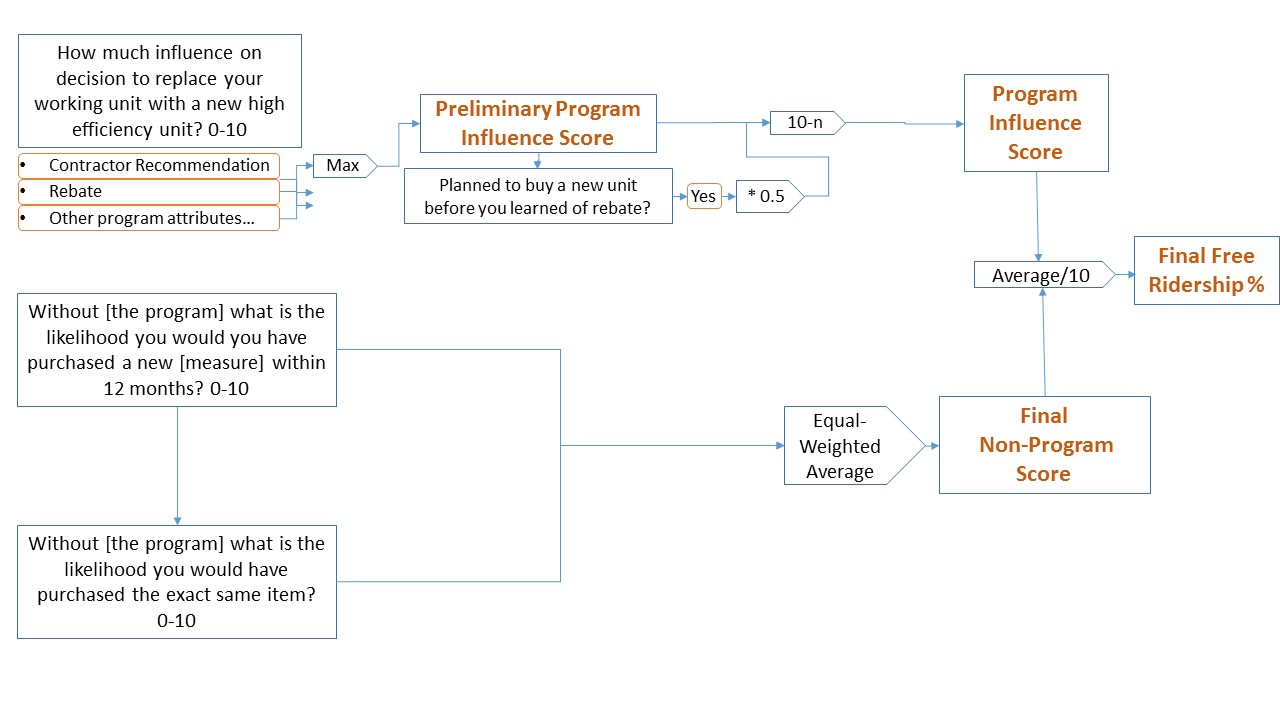 How much influence on
decision to replace your
working unit with a new high
efficiency unit? 0-10
• Contractor Recommendation
• Rebate
• Other program attributes…
Max
Preliminary Program
Influence Score
Planned to buy a new unit
before you learned of rebate?
Yes
* 0.5
10-n
Program
Influence
Score
Average/10
Final Free
Ridership %
Without [the program] what is the
likelihood you would you have
purchased a new [measure] within
12 months? 0-10
Without [the program] what is the
likelihood you would have
purchased the exact same item?
0-10
Equal-
Weighted
Average
Final
Non-Program
Score